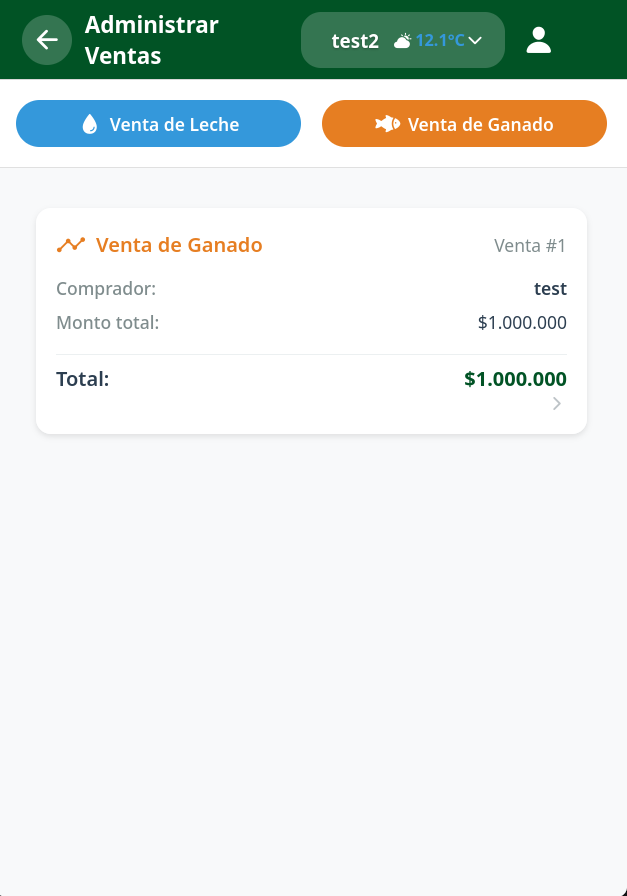 Administrar
Ventas
test2 12.1°C
Venta de Leche
Venta de Ganado
Venta de Ganado
Venta #1
Comprador:
test
Monto total:
$1.000.000
Total:
$1.000.000